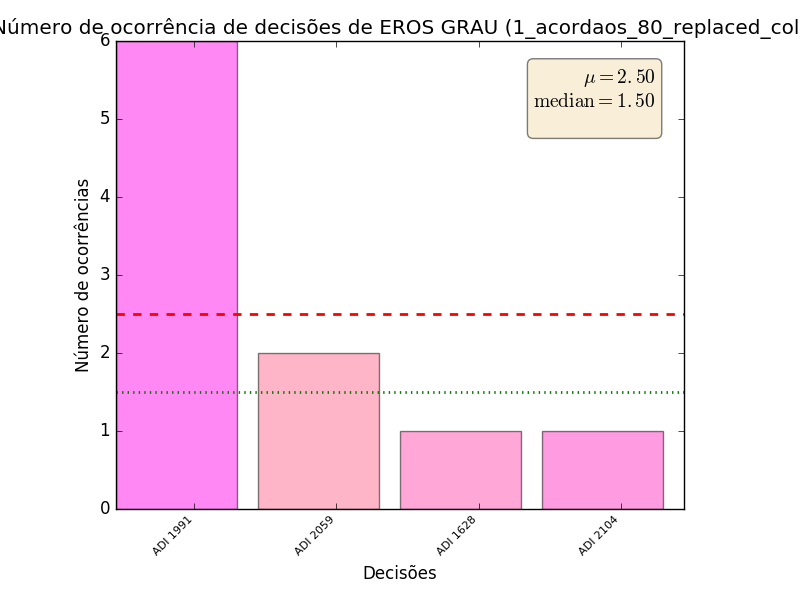 Número de ocorrência de decisões de EROS GRAU (1_acordaos_80_replaced_col
μ = 2.50
median = 1.50
6
5
4
3
2
1
0
Número de ocorrências
ADI 1991
ADI 2059
ADI 1628
ADI 2104
Decisões